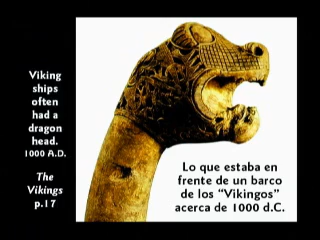 Viking
ships
often
had a
dragon
head.
1000 A.D.
The
Vikings
p.17
Lo que estaba en
frente de un barco
de los “Vikingos”
acerca de 1000 d.C.